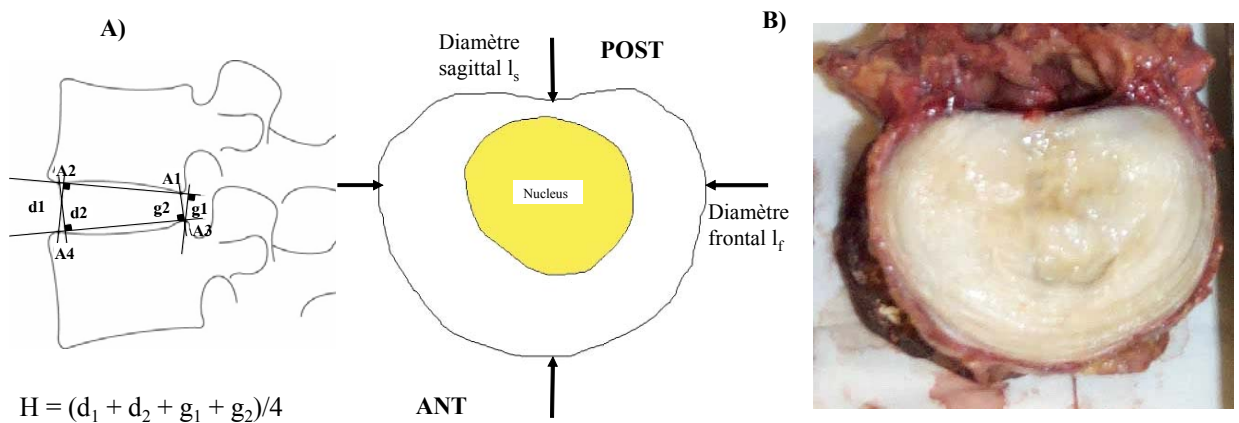 A)
B)
Diamètre
sagittal lₛ
POST
A2
A1
d1
d2
g2
g1
A3
A4
Nucleus
Diamètre
frontal l_f
ANT
H = (d₁ + d₂ + g₁ + g₂)/4